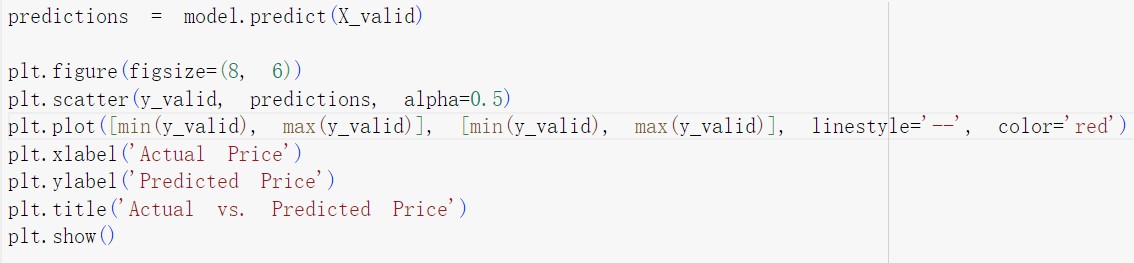 predictions = model.predict(X_valid)
plt.figure(figsize=(8, 6))
plt.scatter(y_valid, predictions, alpha=0.5)
plt.plot([min(y_valid), max(y_valid)], [min(y_valid), max(y_valid)], linestyle='--', color='red')
plt.xlabel('Actual Price')
plt.ylabel('Predicted Price')
plt.title('Actual vs. Predicted Price')
plt.show()